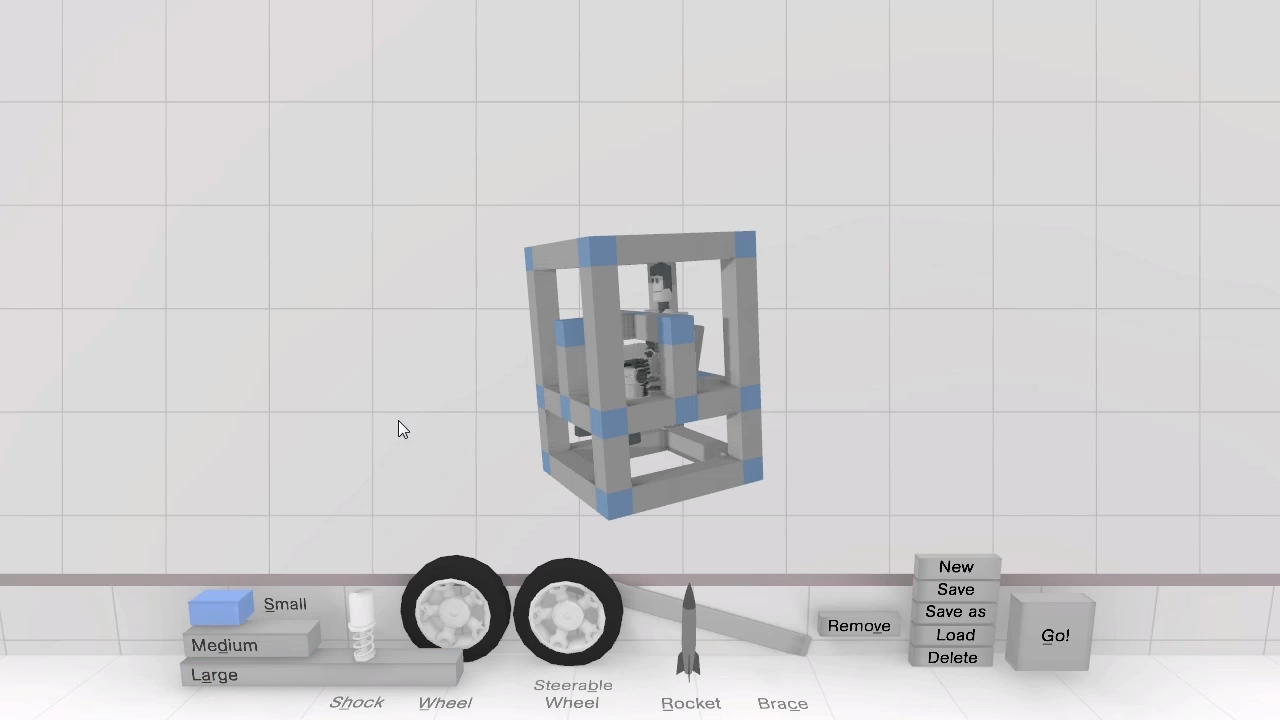 Small
Medium
Large
Shock
Wheel
Steerable
Wheel
Rocket
Brace
Remove
New
Save
Save as
Load
Delete
Go!